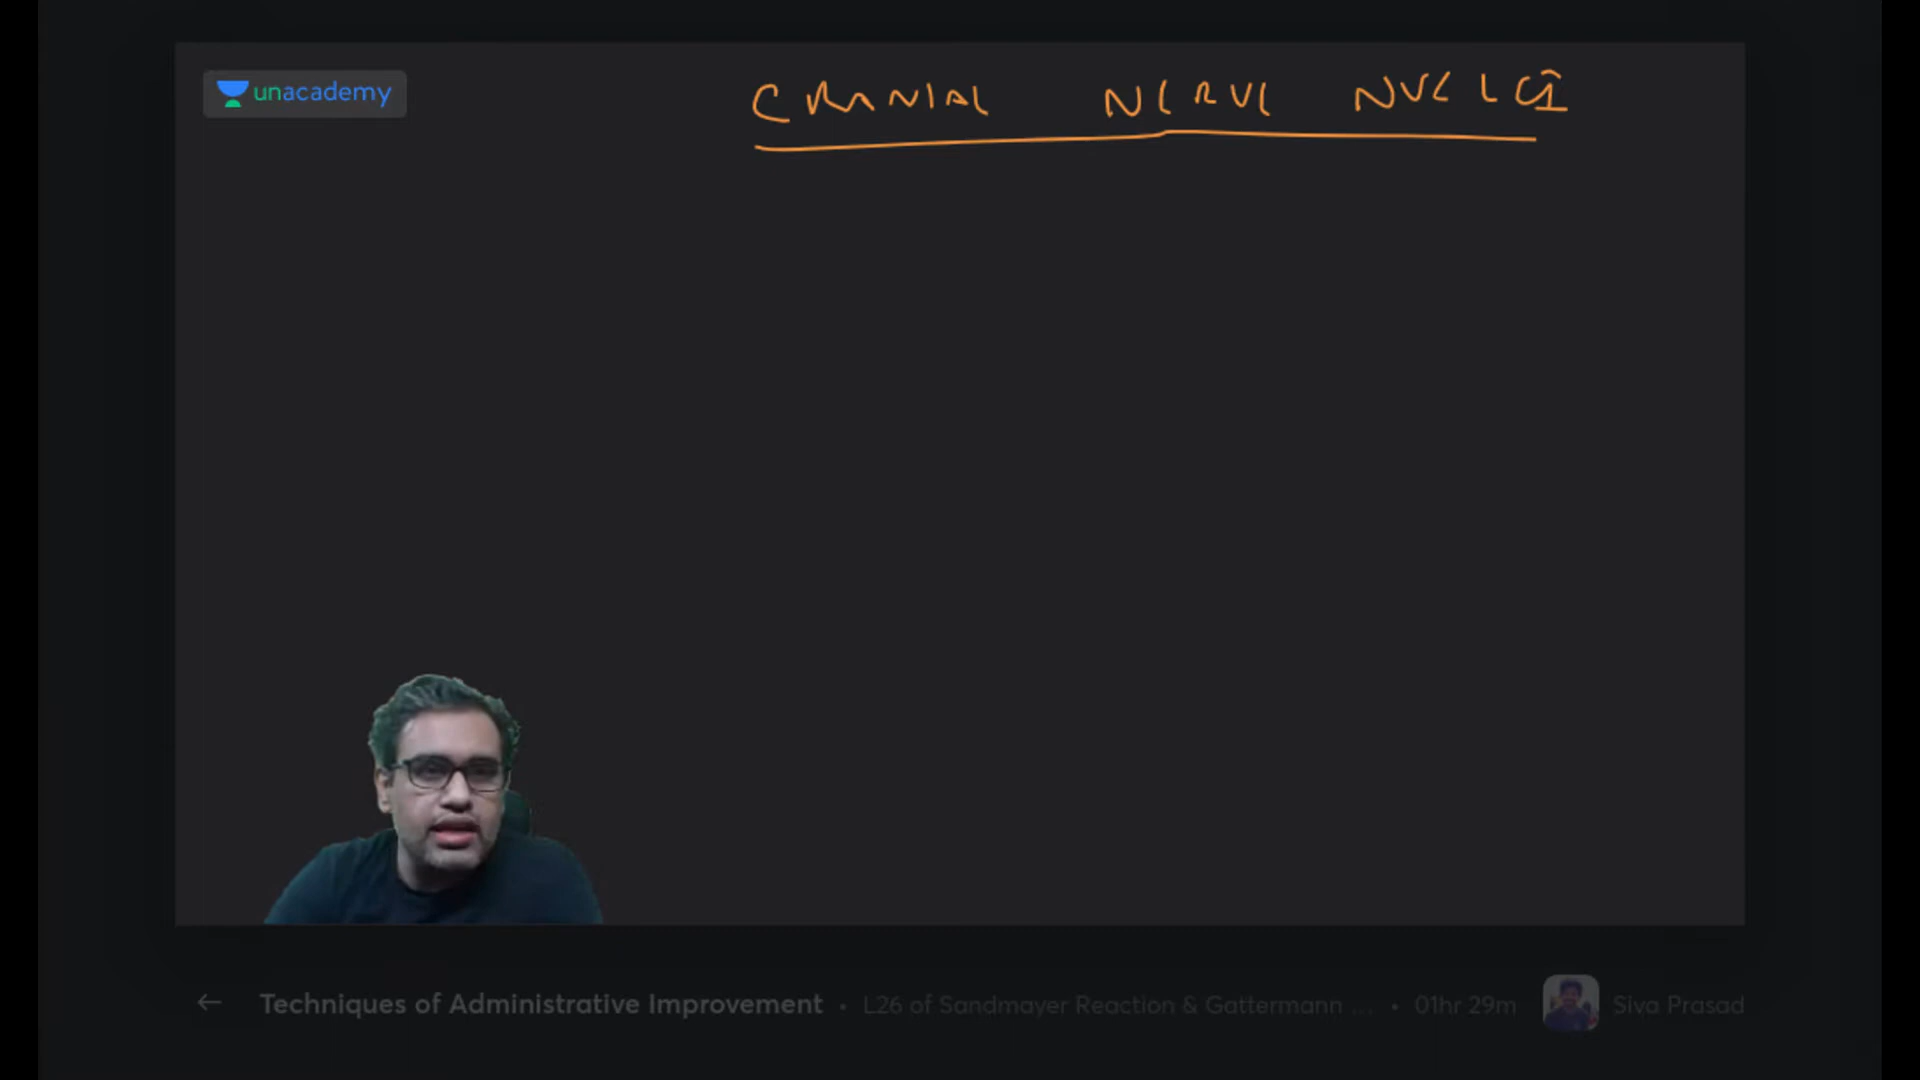 unacademy
CRANIAL NERVE NUCLEI
← Techniques of Administrative Improvement • L26 of Sandmayer Reaction & Gattermann ... • 01hr 29m Siva Prasad